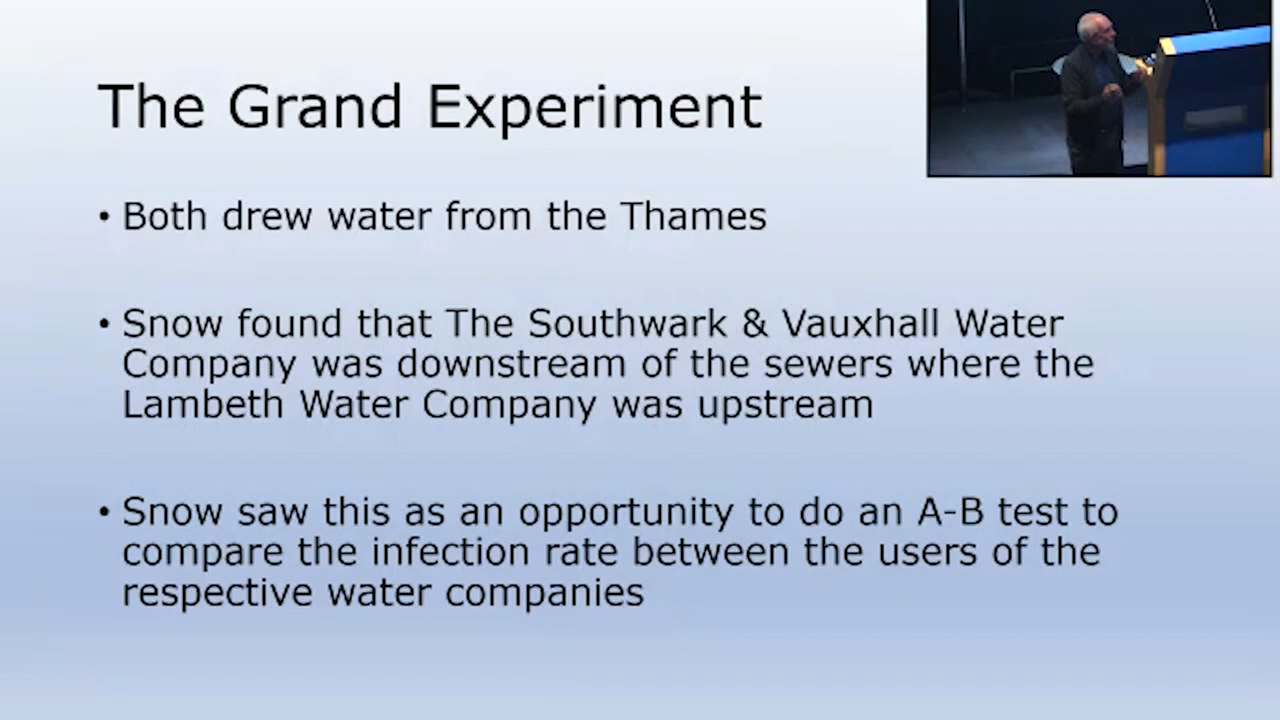 The Grand Experiment
• Both drew water from the Thames
• Snow found that The Southwark & Vauxhall Water
Company was downstream of the sewers where the
Lambeth Water Company was upstream
• Snow saw this as an opportunity to do an A-B test to
compare the infection rate between the users of the
respective water companies